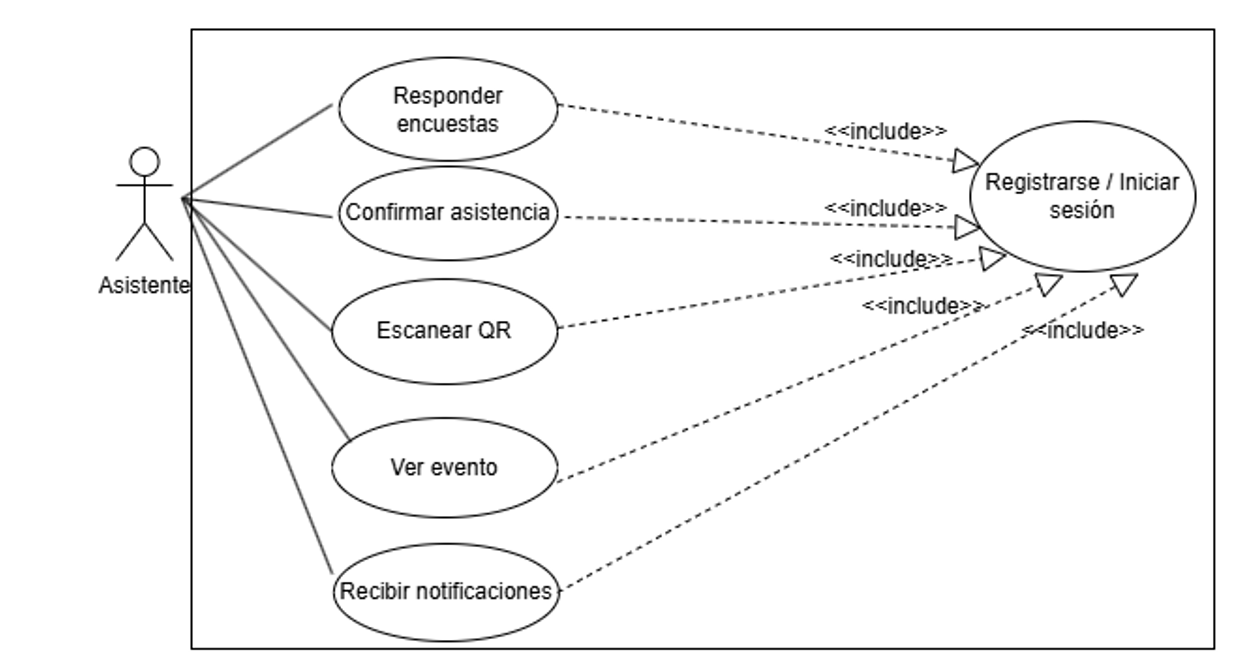 Responder
encuestas
<<include>>
Registrarse / Iniciar
sesión
Confirmar asistencia
<<include>>
<<include>>
Asistente
<<include>>
Escanear QR
<<include>>
Ver evento
Recibir notificaciones